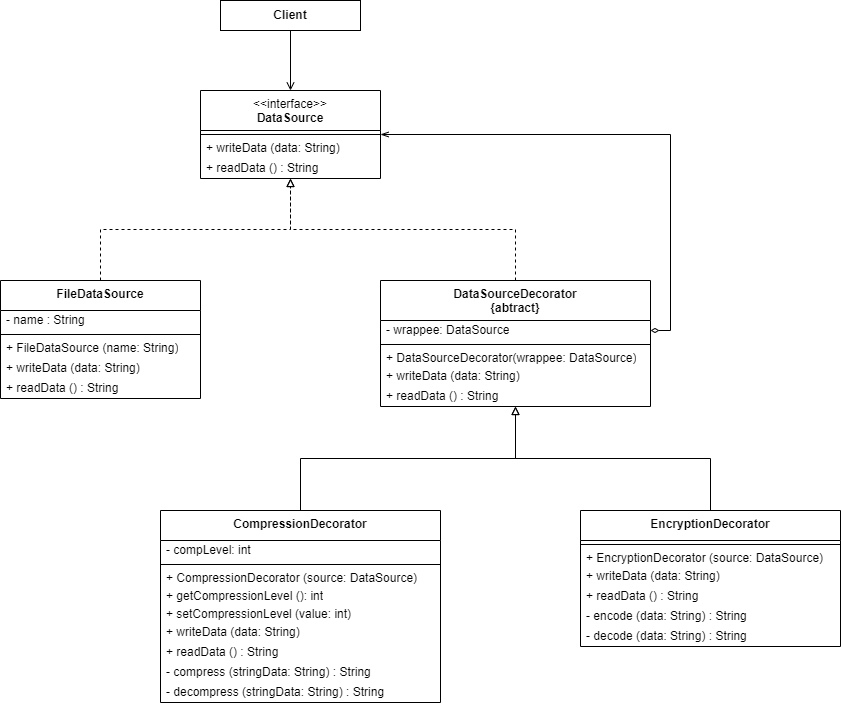 Client
<<interface>>
DataSource
+ writeData (data: String)
+ readData () : String
FileDataSource
- name : String
+ FileDataSource (name: String)
+ writeData (data: String)
+ readData () : String
DataSourceDecorator
{abtract}
- wrappee: DataSource
+ DataSourceDecorator(wrappee: DataSource)
+ writeData (data: String)
+ readData () : String
CompressionDecorator
- compLevel: int
+ CompressionDecorator (source: DataSource)
+ getCompressionLevel (): int
+ setCompressionLevel (value: int)
+ writeData (data: String)
+ readData () : String
- compress (stringData: String) : String
- decompress (stringData: String) : String
EncryptionDecorator
+ EncryptionDecorator (source: DataSource)
+ writeData (data: String)
+ readData () : String
- encode (data: String) : String
- decode (data: String) : String